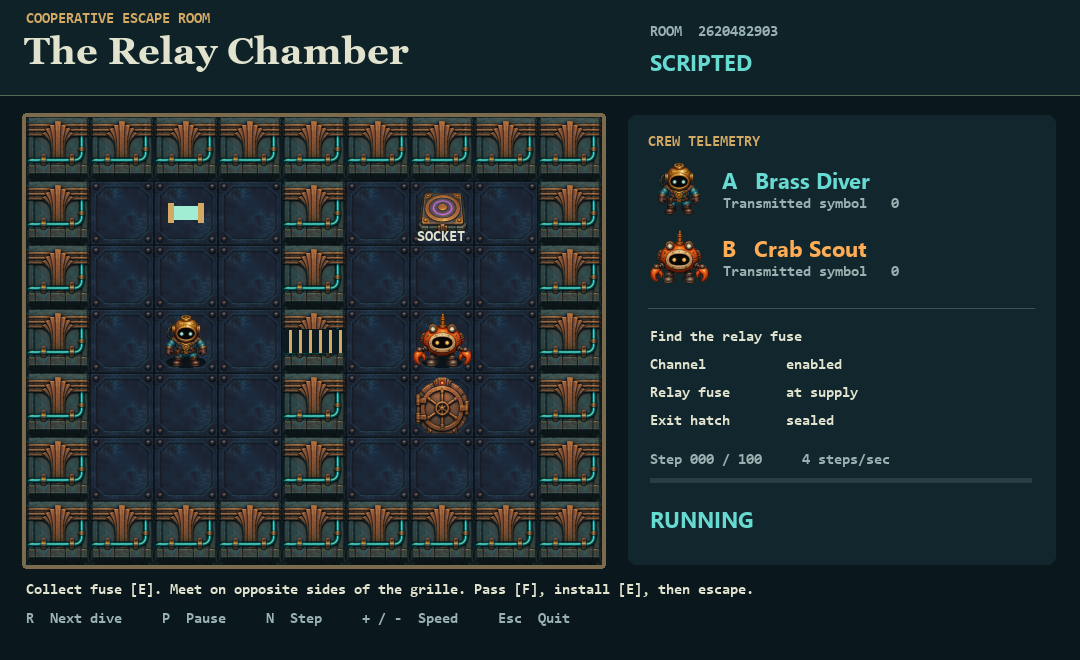 COOPERATIVE ESCAPE ROOM
The Relay Chamber
ROOM 2620482903
SCRIPTED
SOCKET
CREW TELEMETRY
A Brass Diver
Transmitted symbol 0
B Crab Scout
Transmitted symbol 0
Find the relay fuse
Channel enabled
Relay fuse at supply
Exit hatch sealed
Step 000 / 100 4 steps/sec
RUNNING
Collect fuse [E]. Meet on opposite sides of the grille. Pass [F], install [E], then escape.
R Next dive P Pause N Step + / - Speed Esc Quit